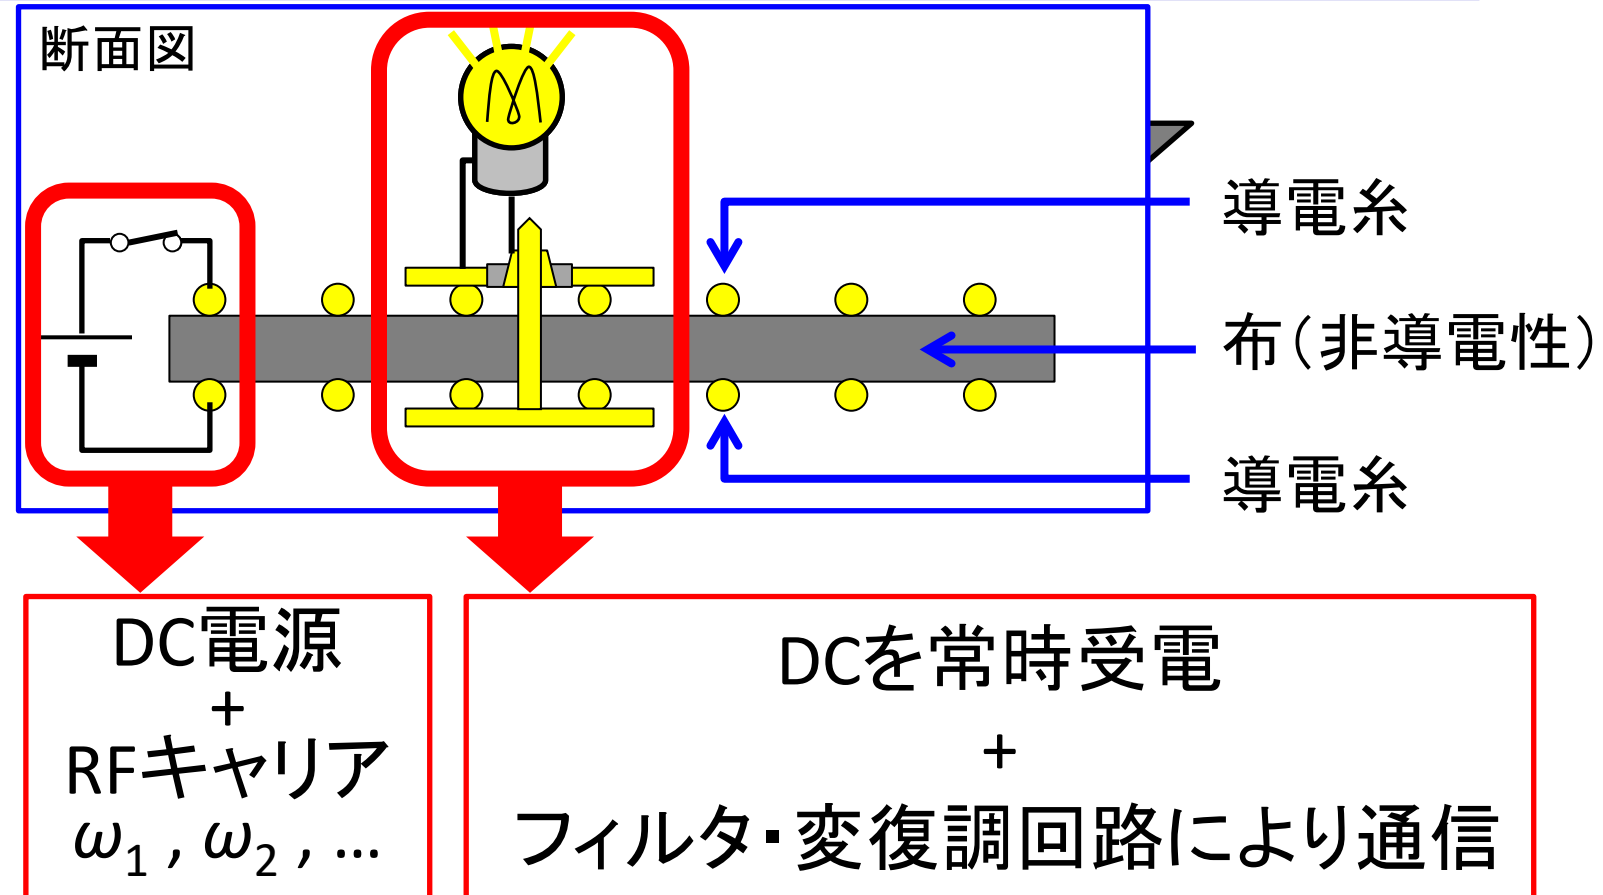 断面図
導電糸
布(非導電性)
導電糸
DC電源
+
RFキャリア
ω1 , ω2 , …
DCを常時受電
+
フィルタ・変復調回路により通信